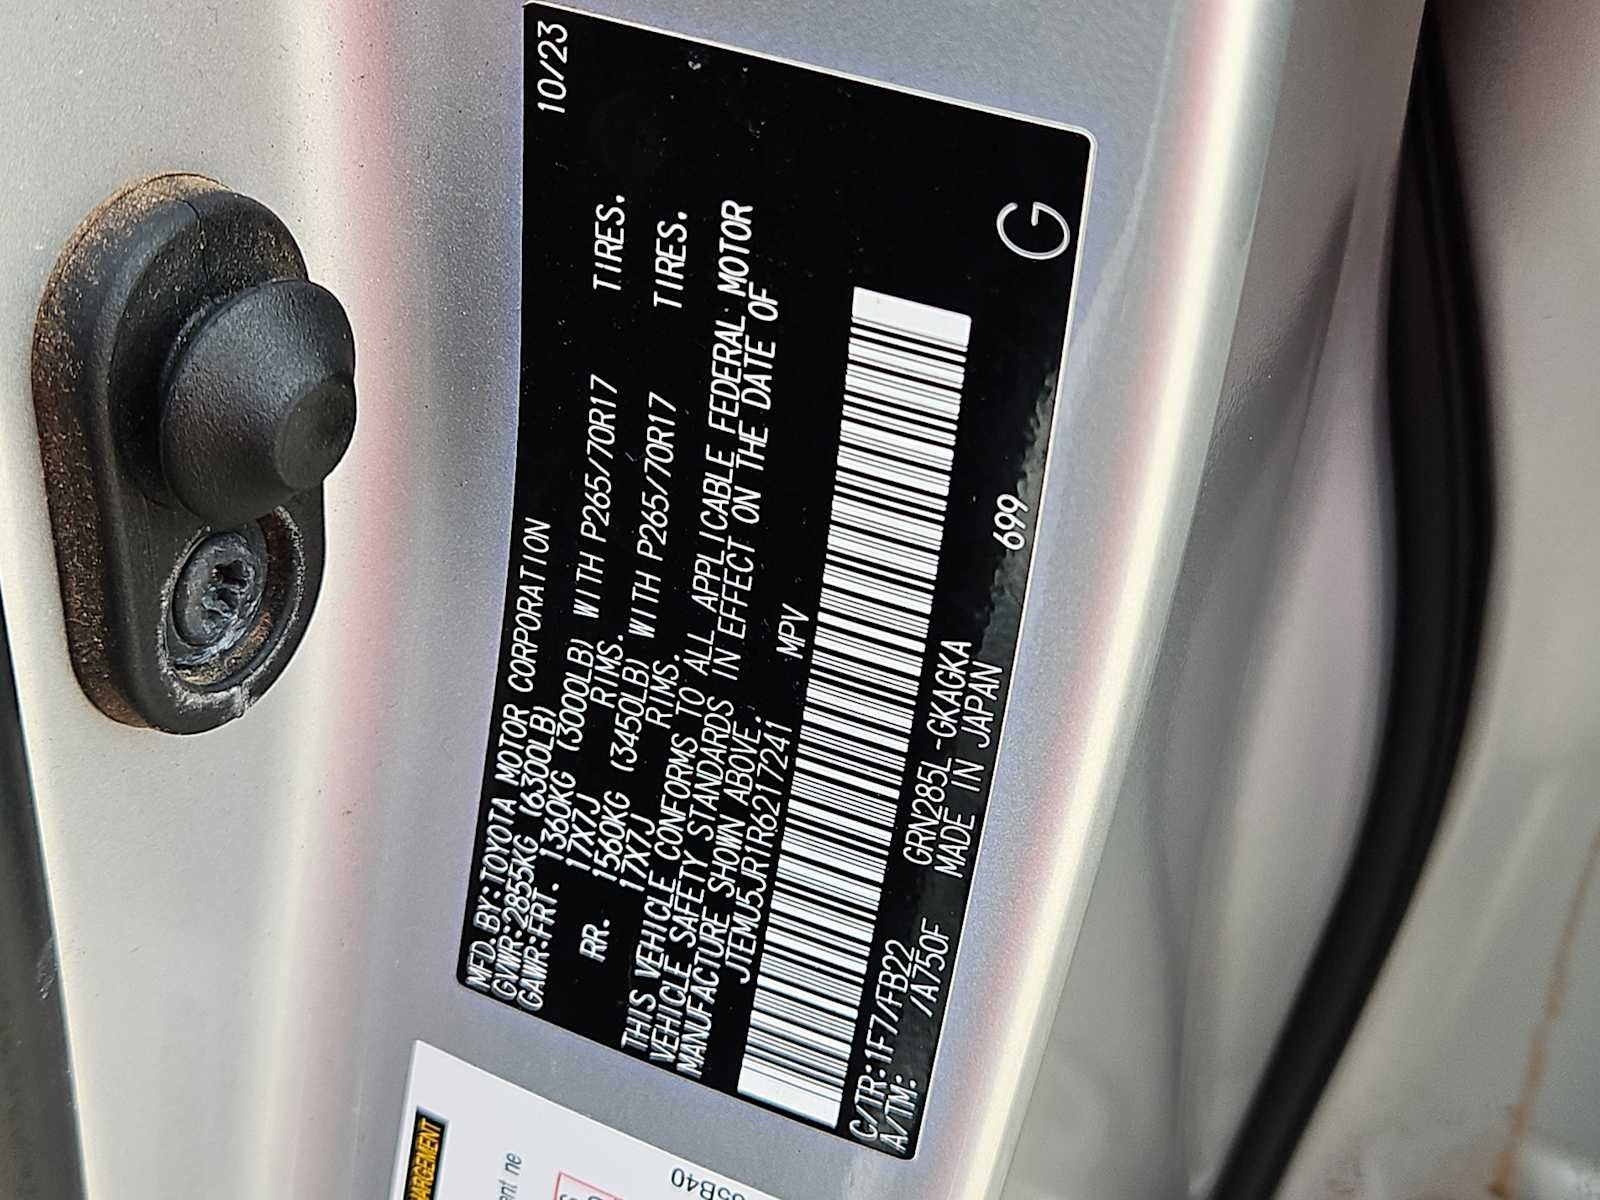 MFD. BY: TOYOTA MOTOR CORPORATION 10/23
GVWR: 2855KG (6300LB)
GAWR: FRT. 1360KG (3000LB) WITH P265/70R17 TIRES.
17X7J RIMS.
RR. 1560KG (3450LB) WITH P265/70R17 TIRES.
17X7J RIMS.
THIS VEHICLE CONFORMS TO ALL APPLICABLE FEDERAL MOTOR
VEHICLE SAFETY STANDARDS IN EFFECT ON THE DATE OF
MANUFACTURE SHOWN ABOVE.
JTEMU5JR1R6217241 MPV
C/TR: 1F7/FB22 GRN285L-GKAGKA 699 G
A/TM: /A750F MADE IN JAPAN